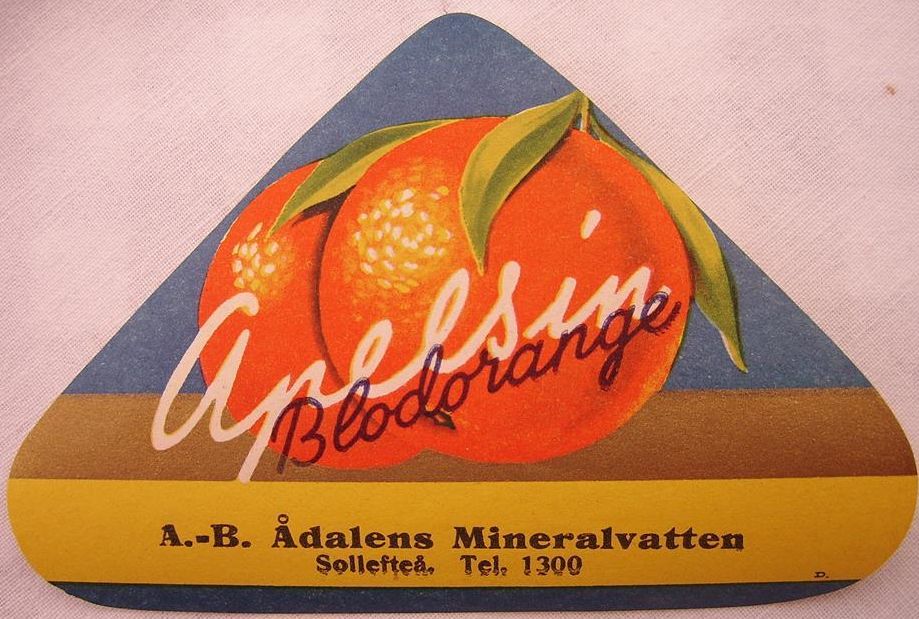 Apelsin
Blodorange
A.-B. Ådalens Mineralvatten
Sollefteå. Tel. 1300
D.